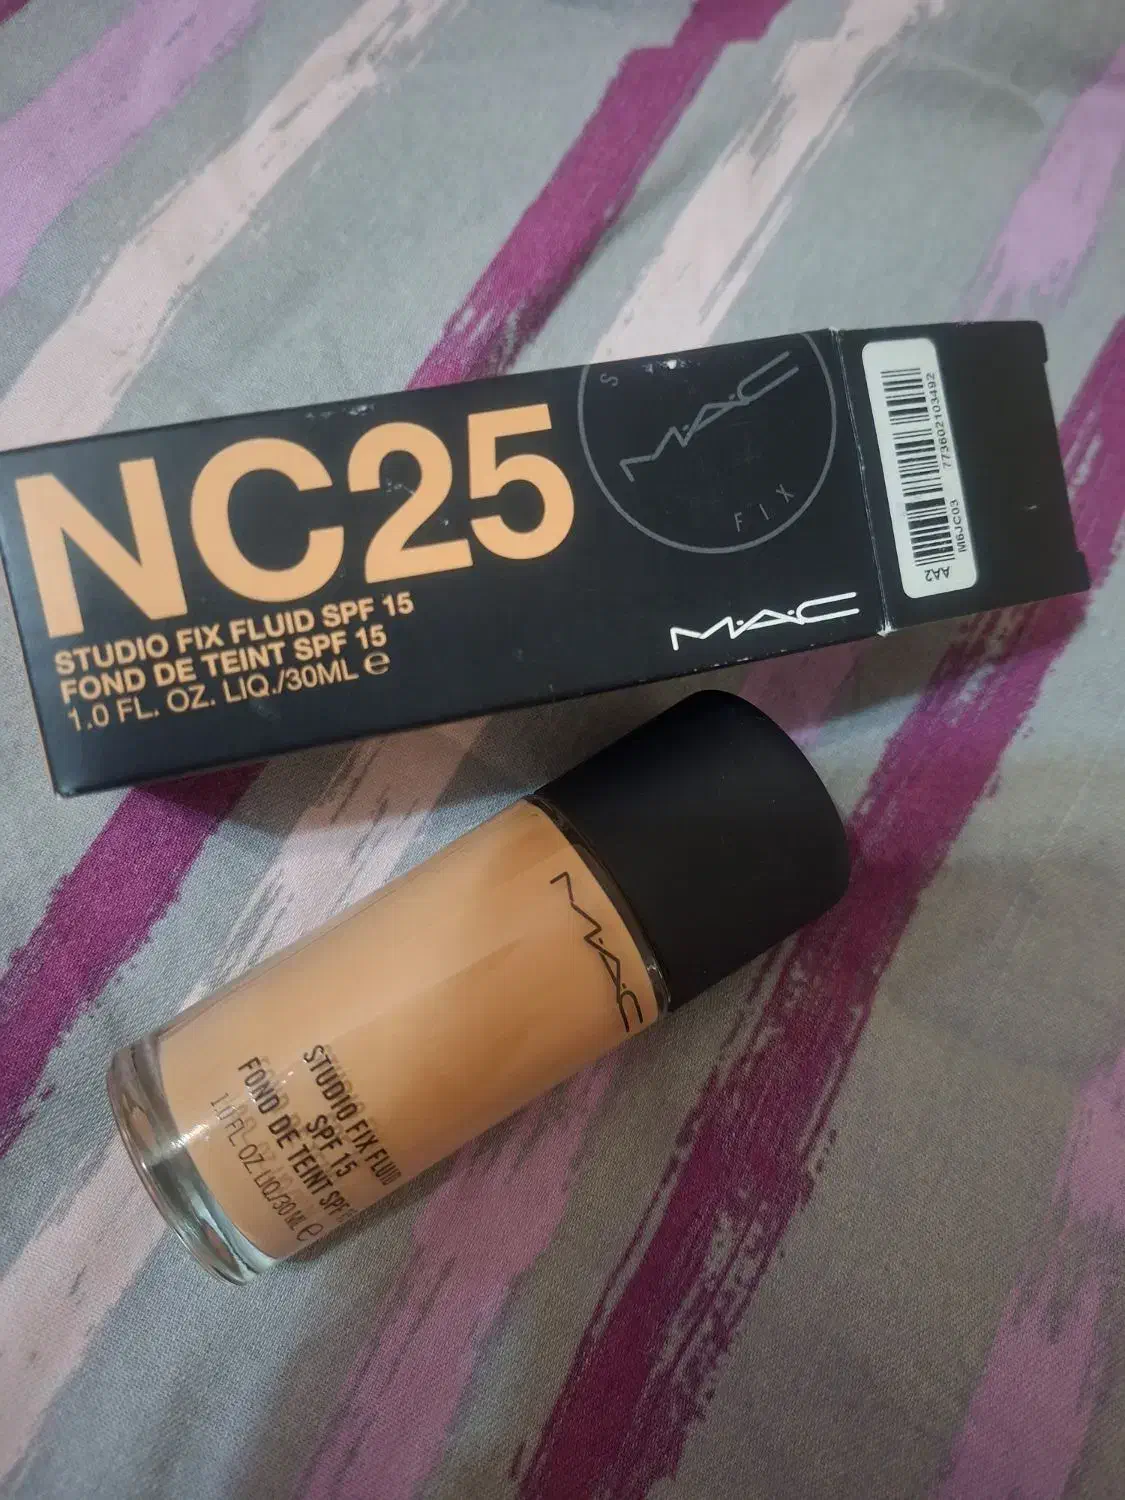 NC25
STUDIO FIX FLUID SPF 15
FOND DE TEINT SPF 15
1.0 FL. OZ. LIQ./30ML ℮
S
M·A·C
FIX
M·A·C
773602103492
M6JC03
AA2
M·A·C
STUDIO FIX FLUID
SPF 15
FOND DE TEINT SPF
1.0 FL OZ. LIQ/30 ML ℮